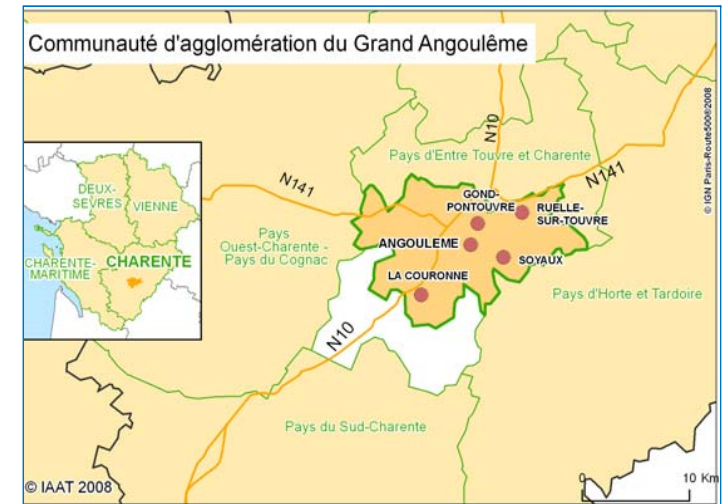 Communauté d'agglomération du Grand Angoulême
© IGN Paris-Route500®2008
N10
Pays d'Entre Touvre et Charente
N141
N141
DEUX-
SEVRES
VIENNE
GOND-
PONTOUVRE
RUELLE-
SUR-TOUVRE
Pays
Ouest-Charente -
Pays du Cognac
ANGOULEME
SOYAUX
CHARENTE-
MARITIME
CHARENTE
LA COURONNE
Pays d'Horte et Tardoire
N10
Pays du Sud-Charente
© IAAT 2008
0
10 Km